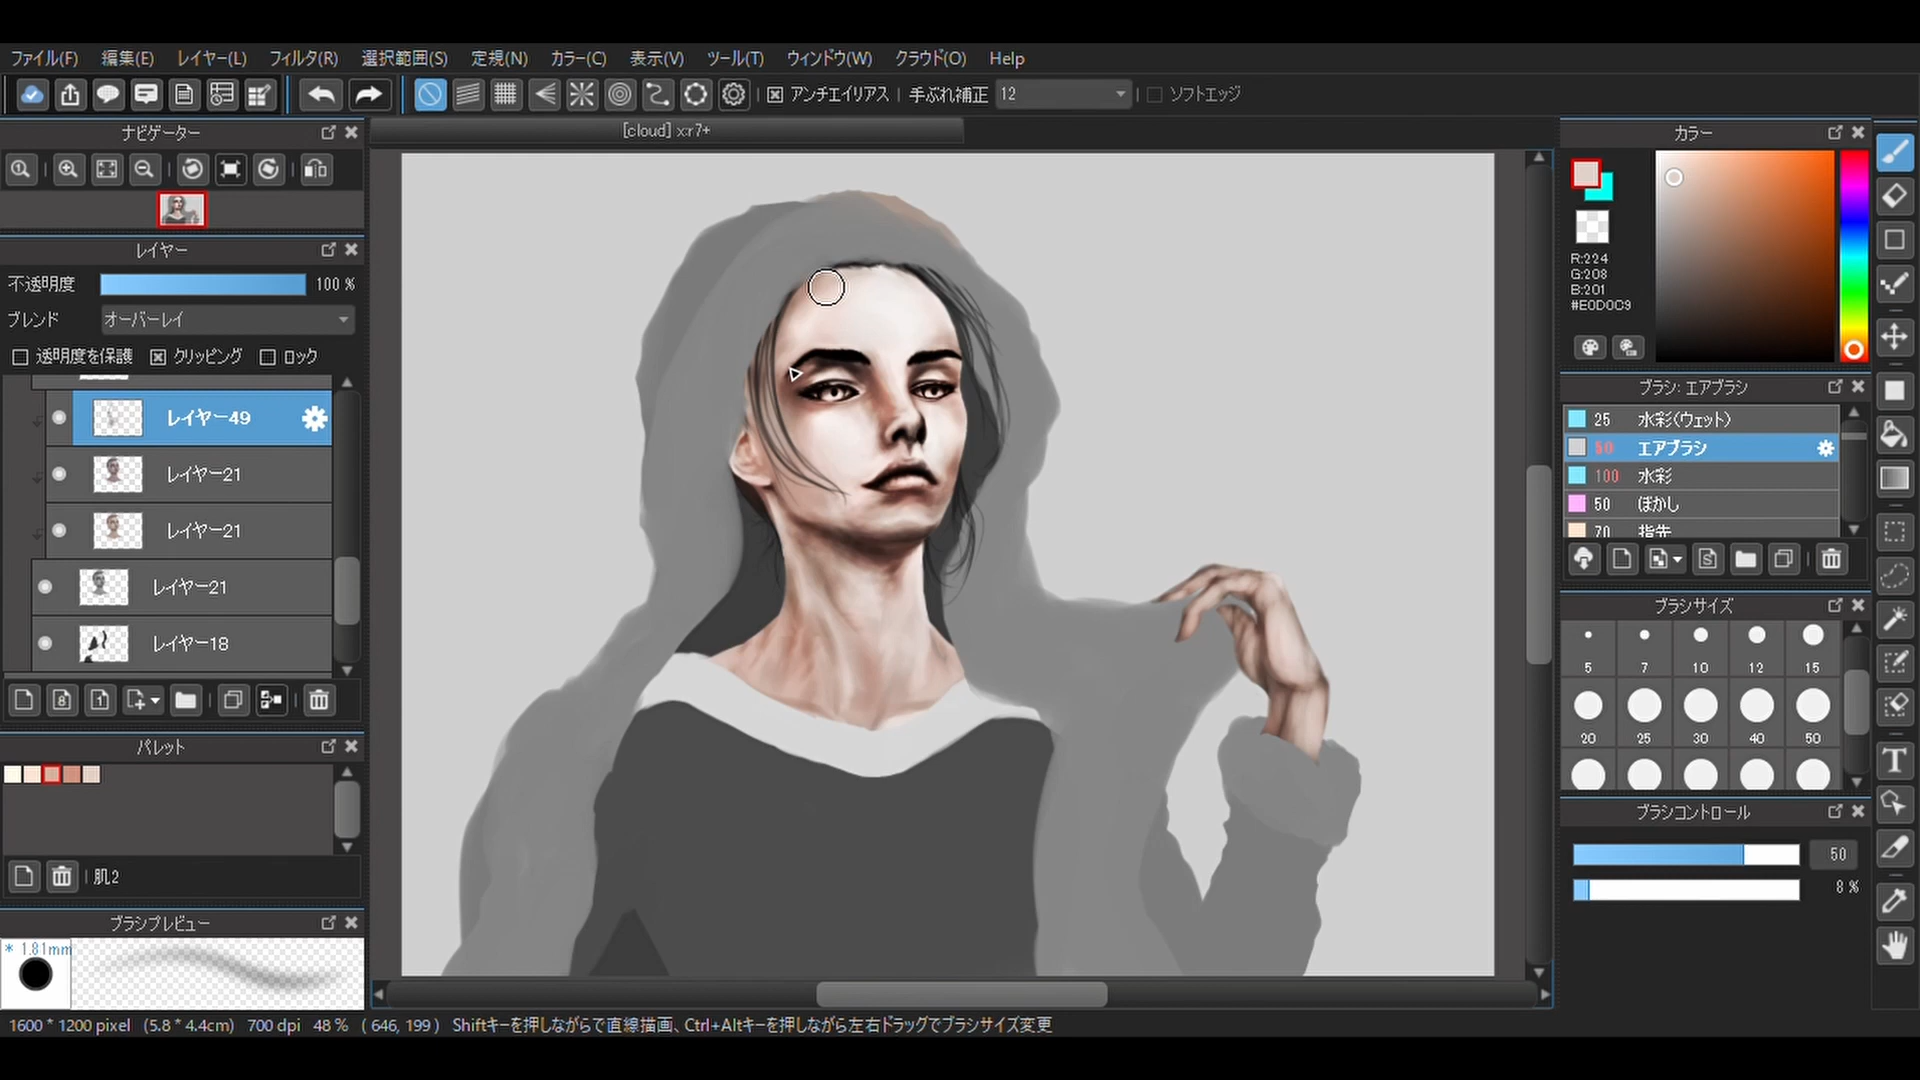 ファイル(F) 編集(E) レイヤー(L) フィルタ(R) 選択範囲(S) 定規(N) カラー(C) 表示(V) ツール(T) ウィンドウ(W) クラウド(O) Help
アンチエイリアス 手ぶれ補正 12 ソフトエッジ
ナビゲーター
[cloud] x:r7+
レイヤー
不透明度 100 %
ブレンド オーバーレイ
透明度を保護 クリッピング ロック
レイヤー49
レイヤー21
レイヤー21
レイヤー21
レイヤー18
8
1
パレット
肌2
ブラシプレビュー
* 1.81mm
カラー
R:224
G:208
B:201
#E0D0C9
ブラシ: エアブラシ
25 水彩(ウェット)
50 エアブラシ
100 水彩
50 ぼかし
70 指先
ブラシサイズ
5 7 10 12 15
20 25 30 40 50
ブラシコントロール
50
8 %
T
1600 * 1200 pixel (5.8 * 4.4cm) 700 dpi 48 % ( 646, 199 ) Shiftキーを押しながらで直線描画、Ctrl+Altキーを押しながら左右ドラッグでブラシサイズ変更